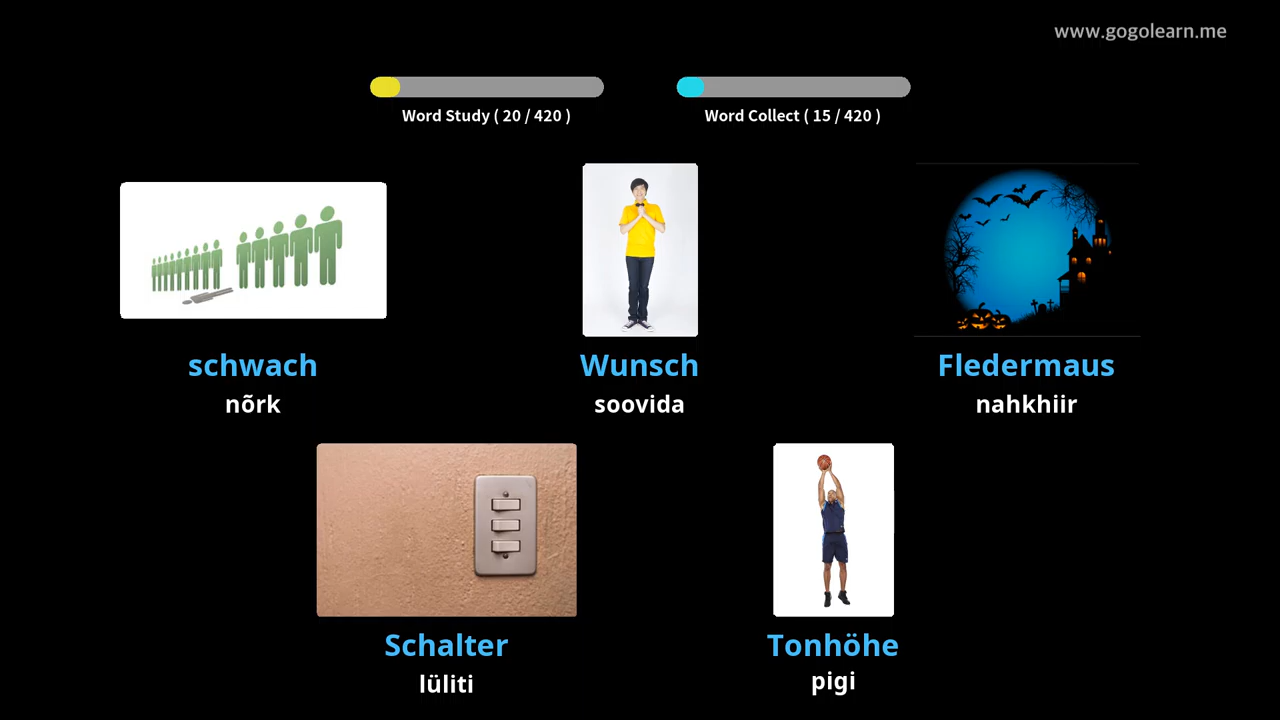 www.gogolearn.me
Word Study ( 20 / 420 )
Word Collect ( 15 / 420 )
schwach
nõrk
Wunsch
soovida
Fledermaus
nahkhiir
Schalter
lüliti
Tonhöhe
pigi